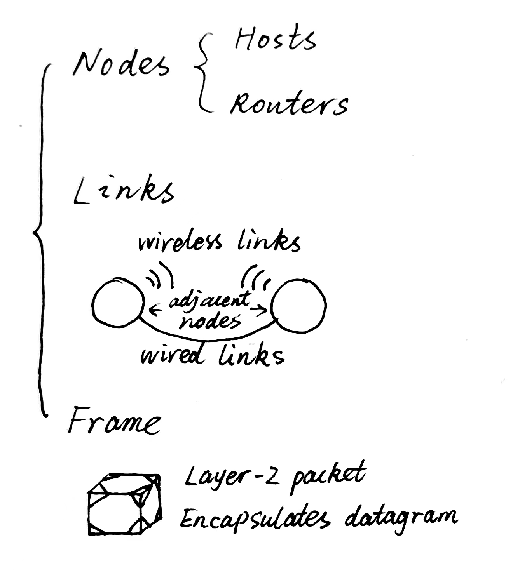 Nodes
Hosts
Routers
Links
wireless links
adjacent
nodes
wired links
Frame
Layer-2 packet
Encapsulates datagram